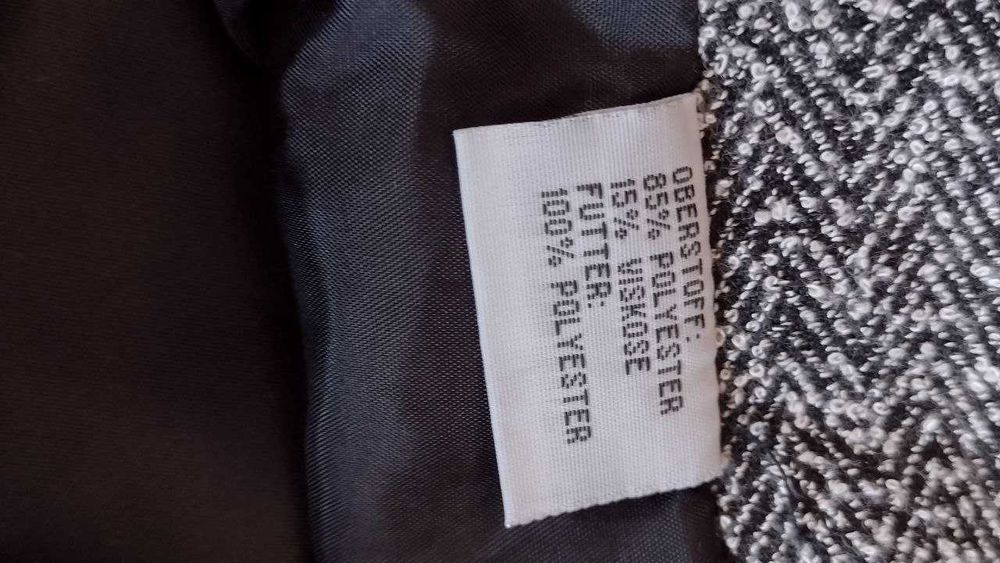 OBERSTOFF:
85% POLYESTER
15% VISKOSE
FUTTER:
100% POLYESTER